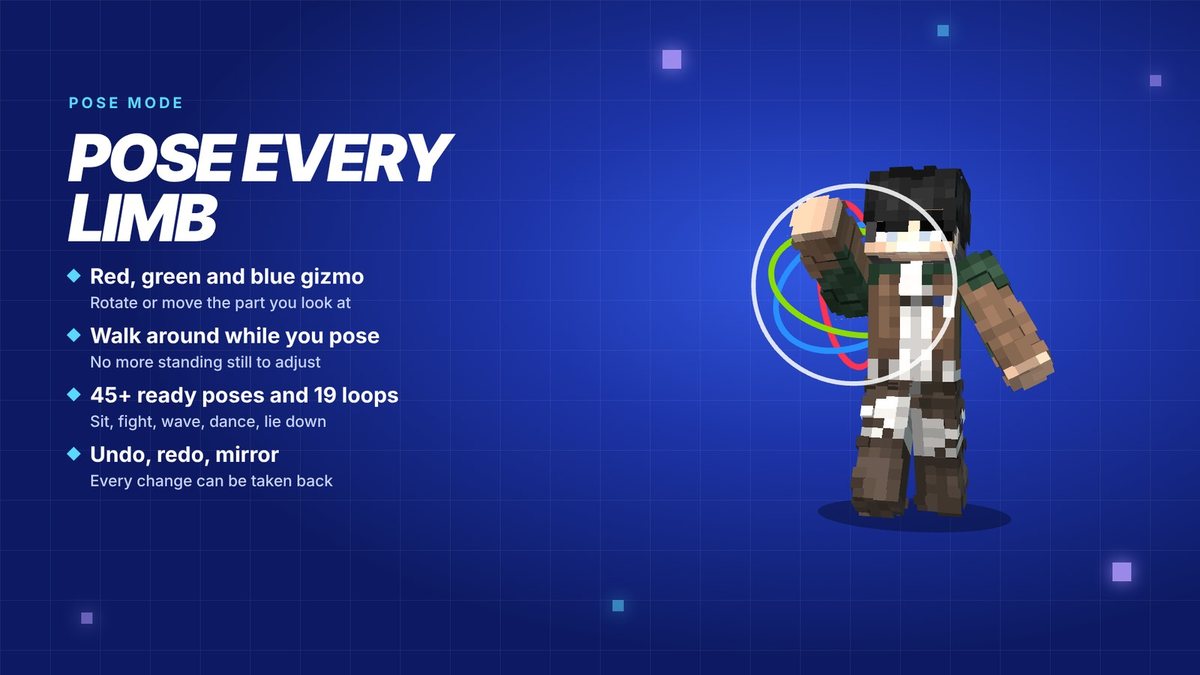 POSE MODE
POSE EVERY
LIMB
Red, green and blue gizmo
Rotate or move the part you look at
Walk around while you pose
No more standing still to adjust
45+ ready poses and 19 loops
Sit, fight, wave, dance, lie down
Undo, redo, mirror
Every change can be taken back